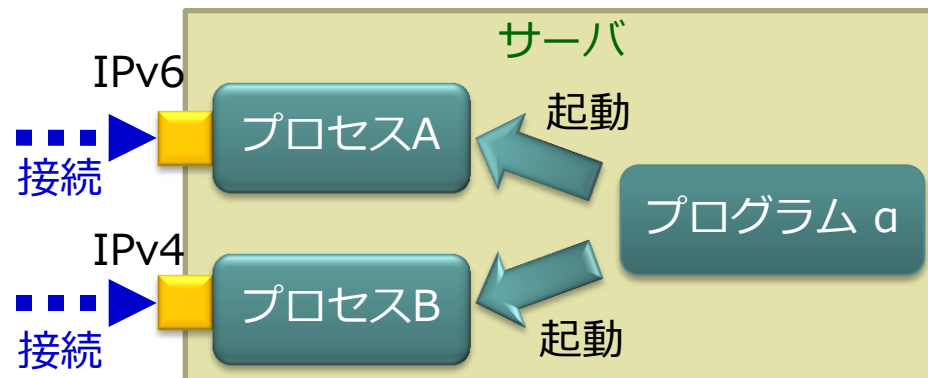 サーバ
IPv6
プロセスA
起動
接続
プログラム α
IPv4
プロセスB
起動
接続